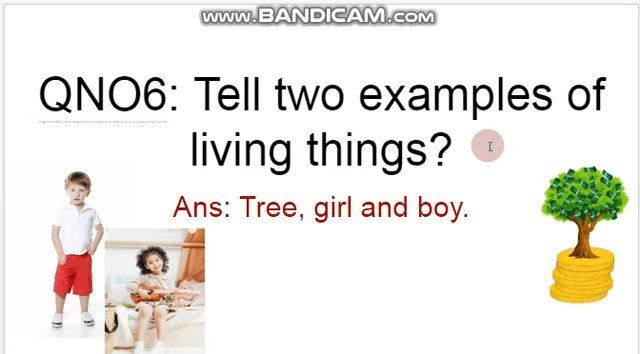 WWW.BANDICAM.COM
QNO6: Tell two examples of
living things?
Ans: Tree, girl and boy.